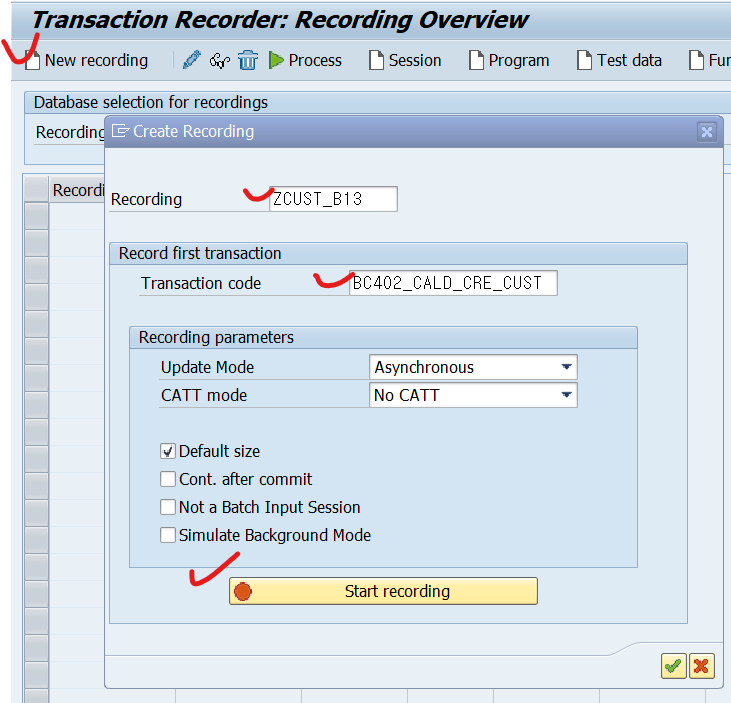 Transaction Recorder: Recording Overview
New recording Process Session Program Test data Fu
Database selection for recordings
Recording
Create Recording
Recordi
Recording ZCUST_B13
Record first transaction
Transaction code BC402_CALD_CRE_CUST
Recording parameters
Update Mode Asynchronous
CATT mode No CATT
Default size
Cont. after commit
Not a Batch Input Session
Simulate Background Mode
Start recording